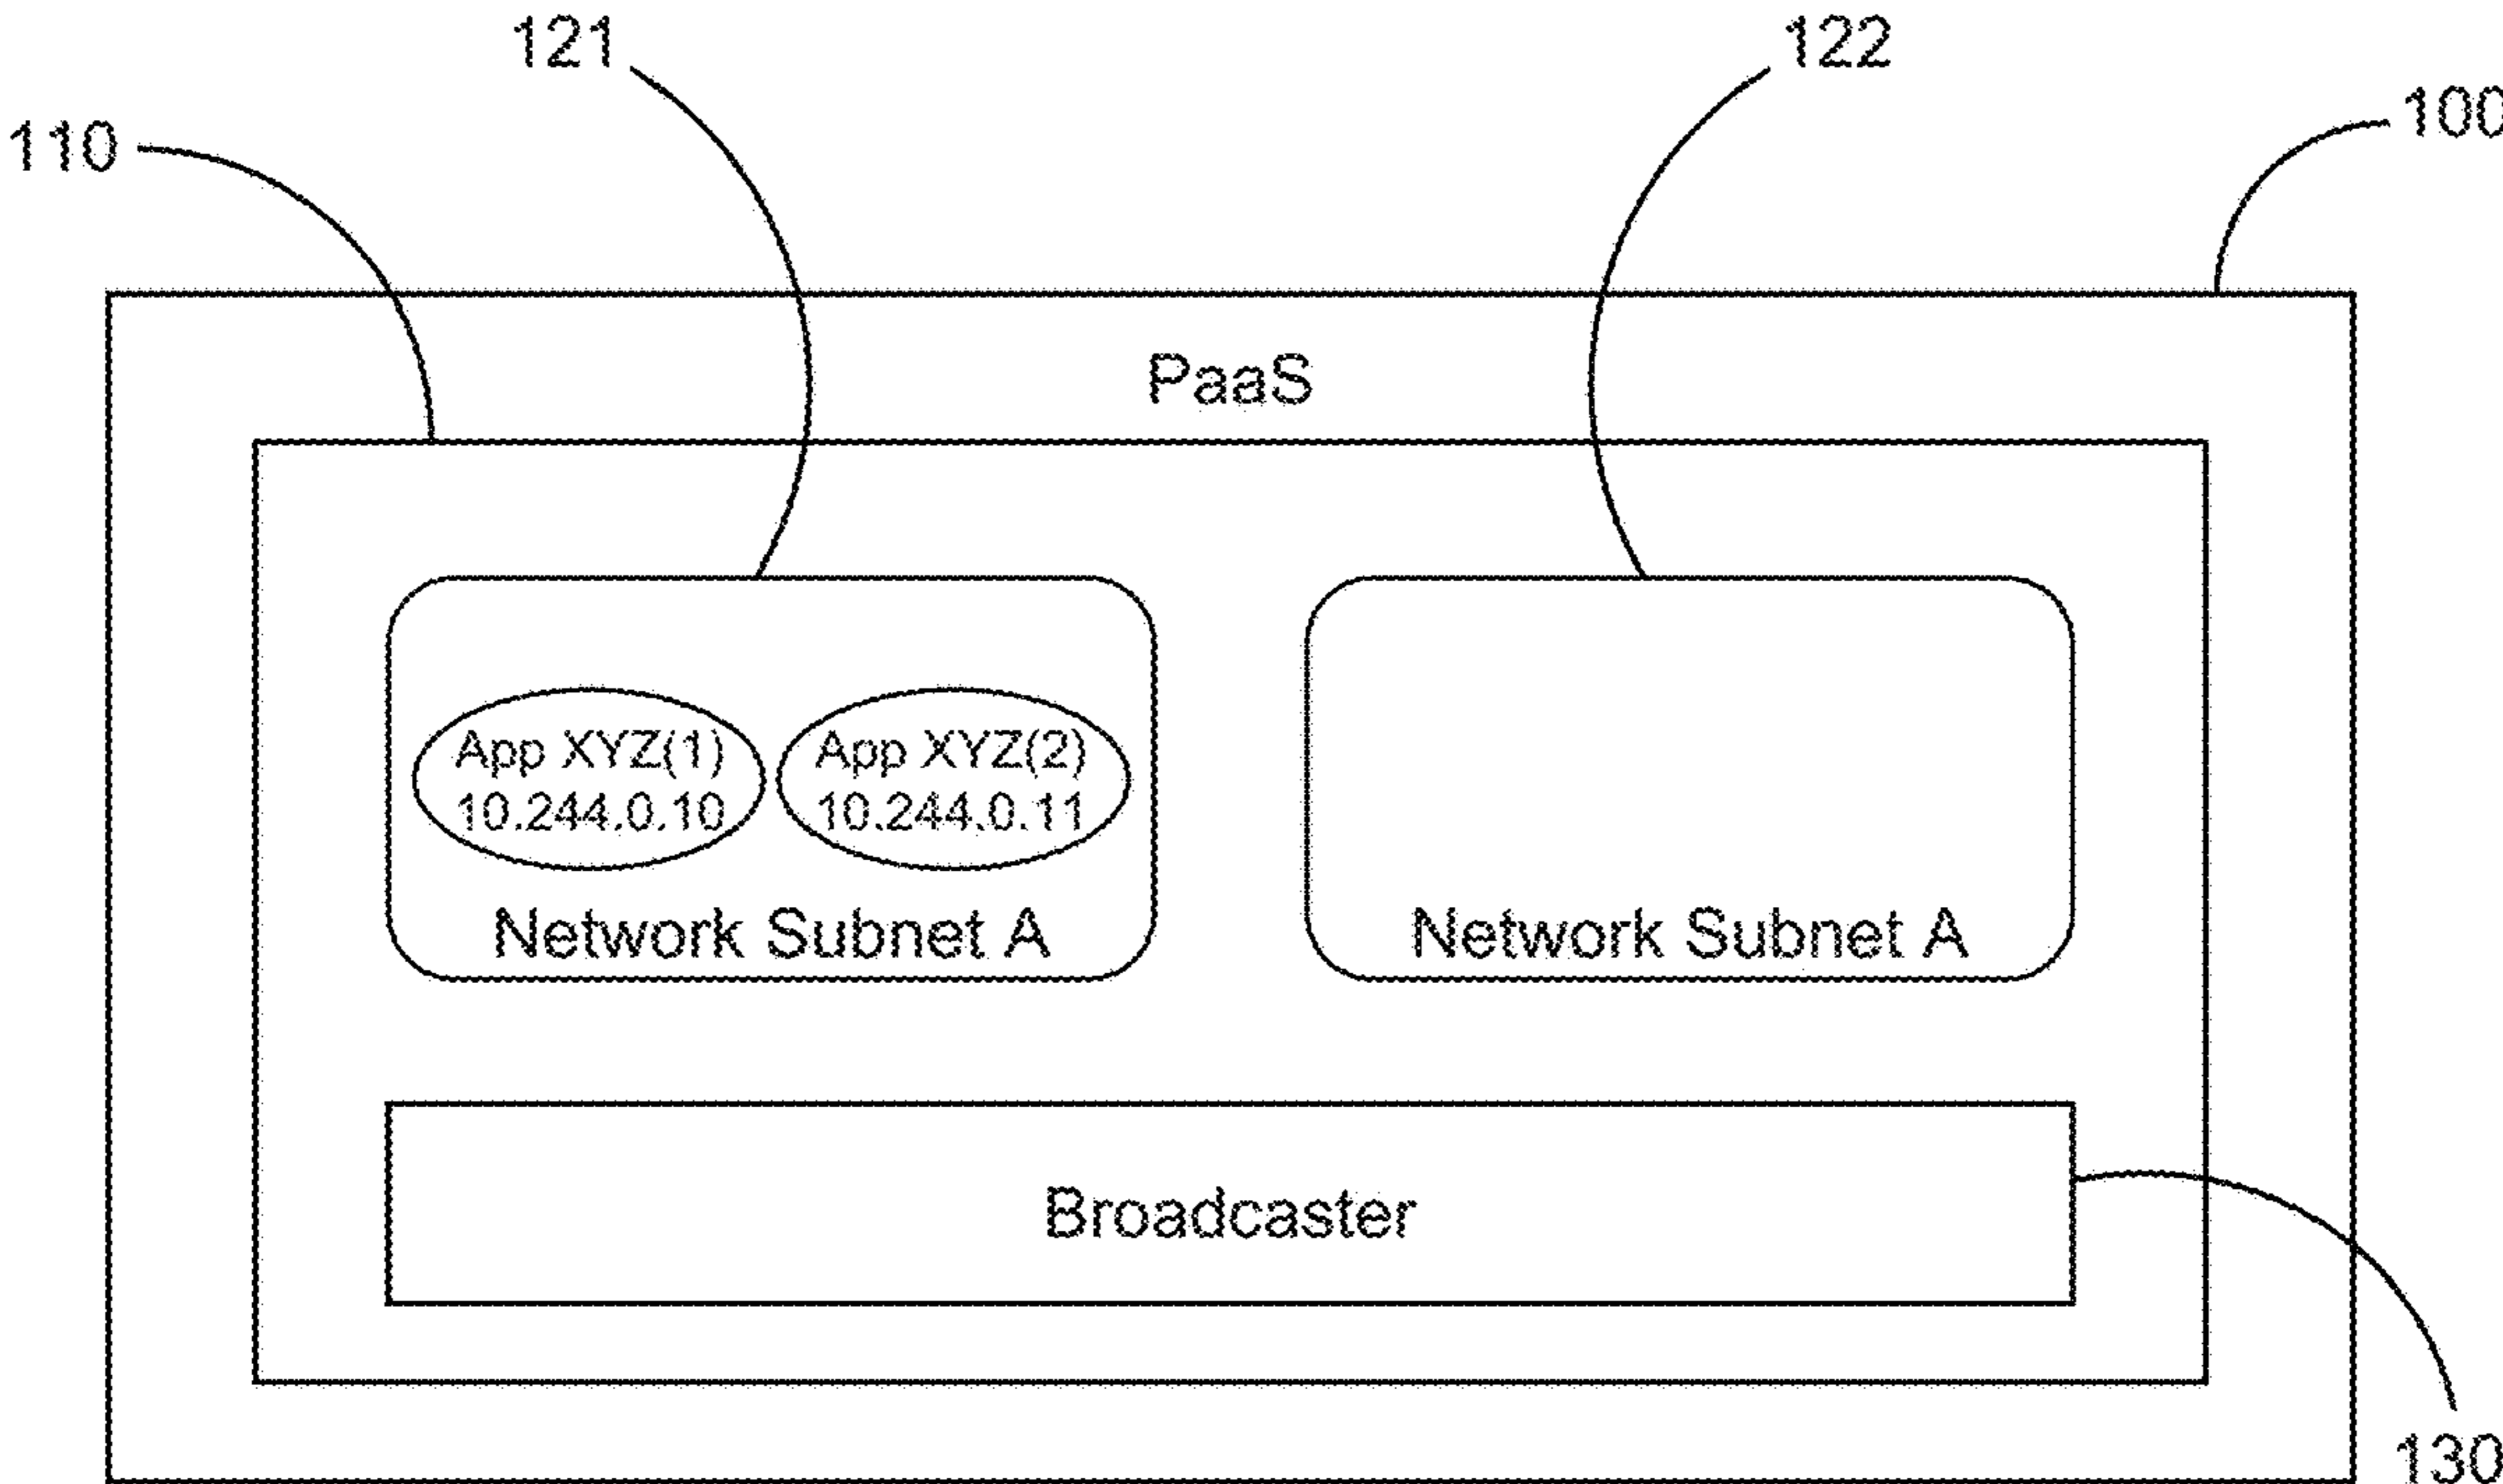 121
122
100
110
PaaS
App XYZ(1)
10.244.0.10
App XYZ(2)
10.244.0.11
Network Subnet A
Network Subnet A
Broadcaster
130